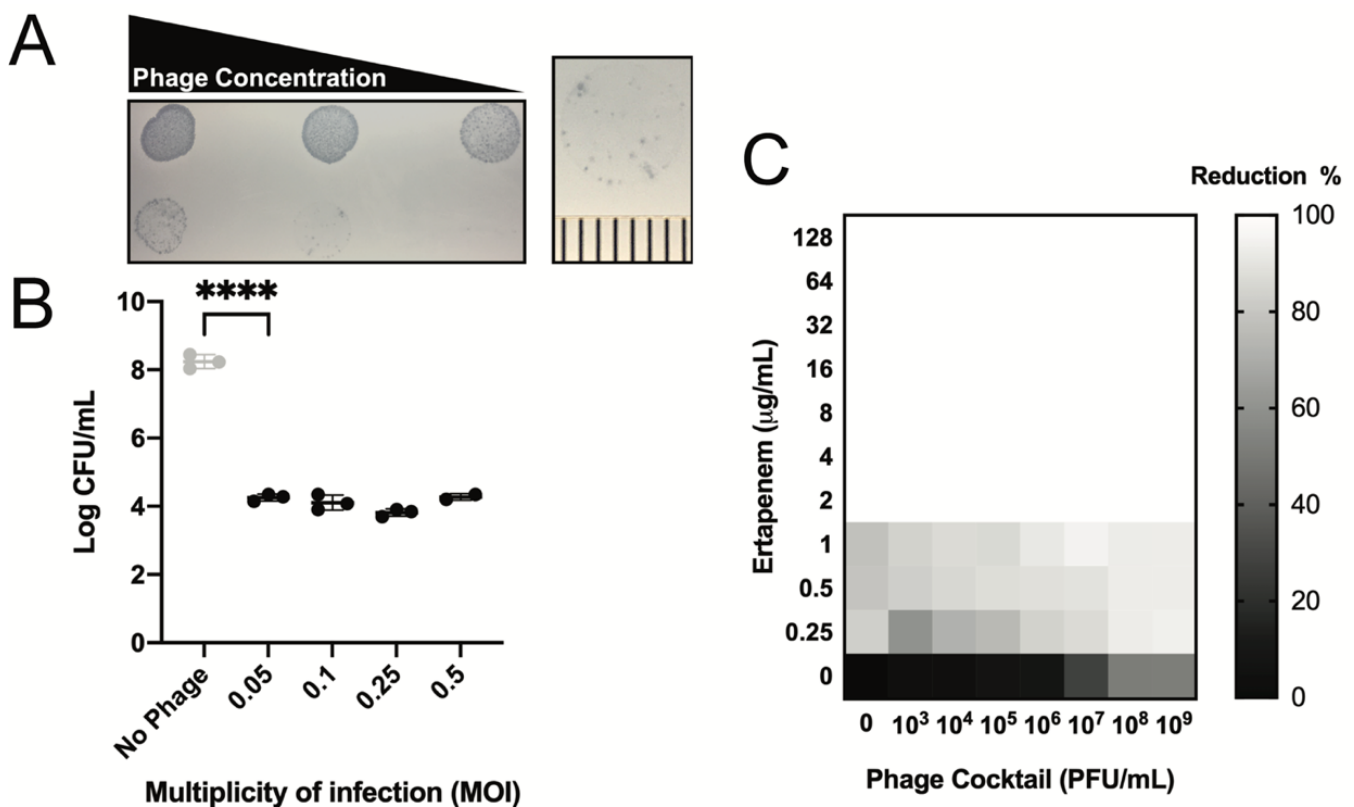 A
Phage Concentration
B
****
10
8
6
4
2
0
Log CFU/mL
No Phage
0.05
0.1
0.25
0.5
Multiplicity of infection (MOI)
C
Reduction %
128
64
32
16
8
4
2
1
0.5
0.25
0
Ertapenem (μg/mL)
0 10³ 10⁴ 10⁵ 10⁶ 10⁷ 10⁸ 10⁹
Phage Cocktail (PFU/mL)
100
80
60
40
20
0